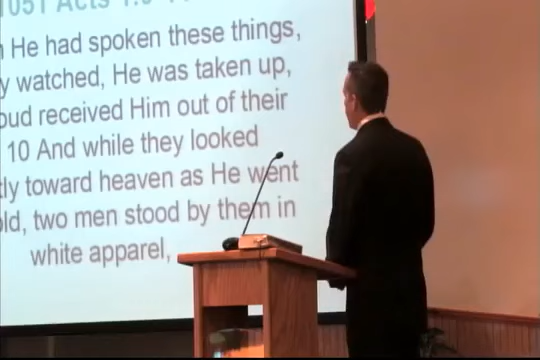 1051 Acts 1:9
He had spoken these things,
watched, He was taken up,
oud received Him out of their
10 And while they looked
tly toward heaven as He went
old, two men stood by them in
white apparel,